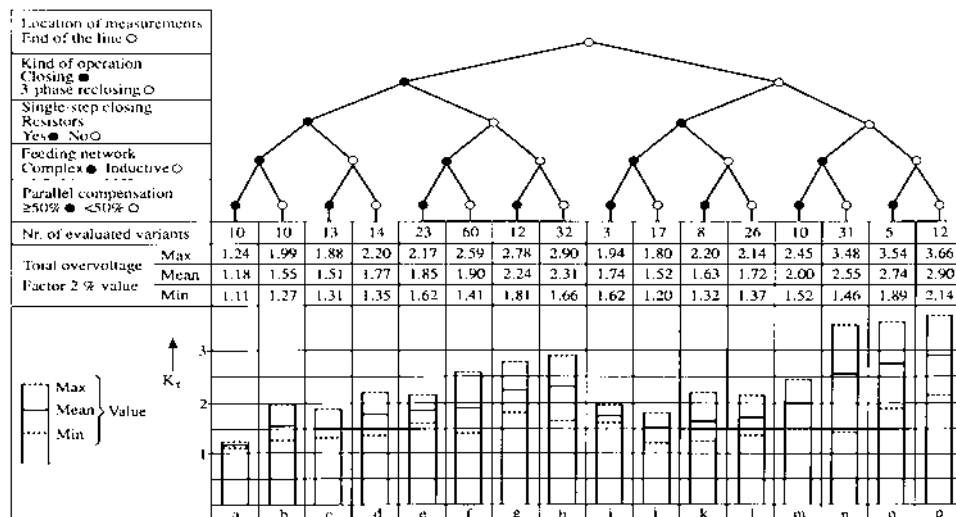 Location of measurements
End of the line ○
Kind of operation
Closing ●
3 phase reclosing ○
Single-step closing
Resistors
Yes ● No ○
Feeding network
Complex ● Inductive ○
Parallel compensation
≥50% ● <50% ○
Nr. of evaluated variants 10 10 13 14 23 60 12 32 3 17 8 26 10 31 5 12
Total overvoltage
Factor 2 % value
Max 1.24 1.99 1.88 2.20 2.17 2.59 2.78 2.90 1.94 1.80 2.20 2.14 2.45 3.48 3.54 3.66
Mean 1.18 1.55 1.51 1.77 1.85 1.90 2.24 2.31 1.74 1.52 1.63 1.72 2.00 2.55 2.74 2.90
Min 1.11 1.27 1.31 1.35 1.62 1.41 1.81 1.66 1.62 1.20 1.32 1.37 1.52 1.46 1.89 2.14
Max
Mean
Min
Value
3
2
1
a b c d e f g h i j k l m n o p